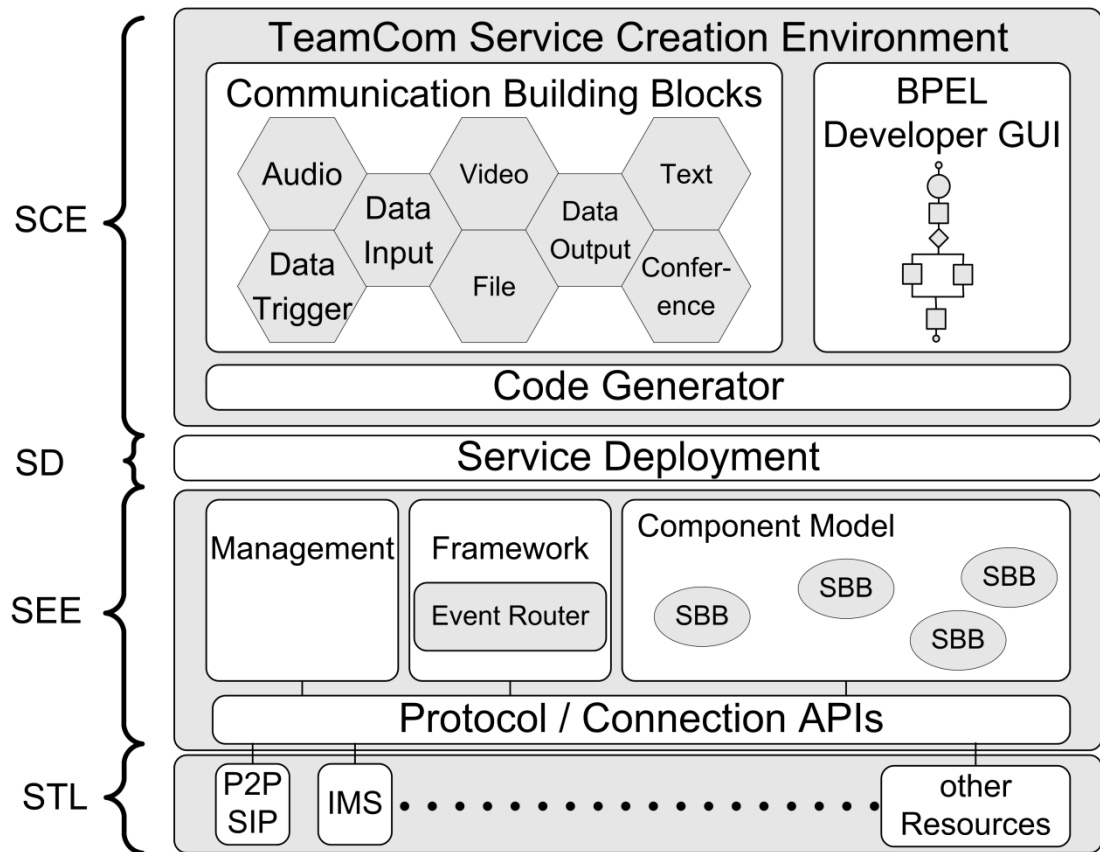 TeamCom Service Creation Environment
Communication Building Blocks
Audio
Data
Trigger
Data
Input
Video
File
Data
Output
Text
Confer-
ence
BPEL
Developer GUI
Code Generator
SCE
SD
Service Deployment
SEE
Management
Framework
Event Router
Component Model
SBB
SBB
SBB
SBB
Protocol / Connection APIs
STL
P2P
SIP
IMS
other
Resources